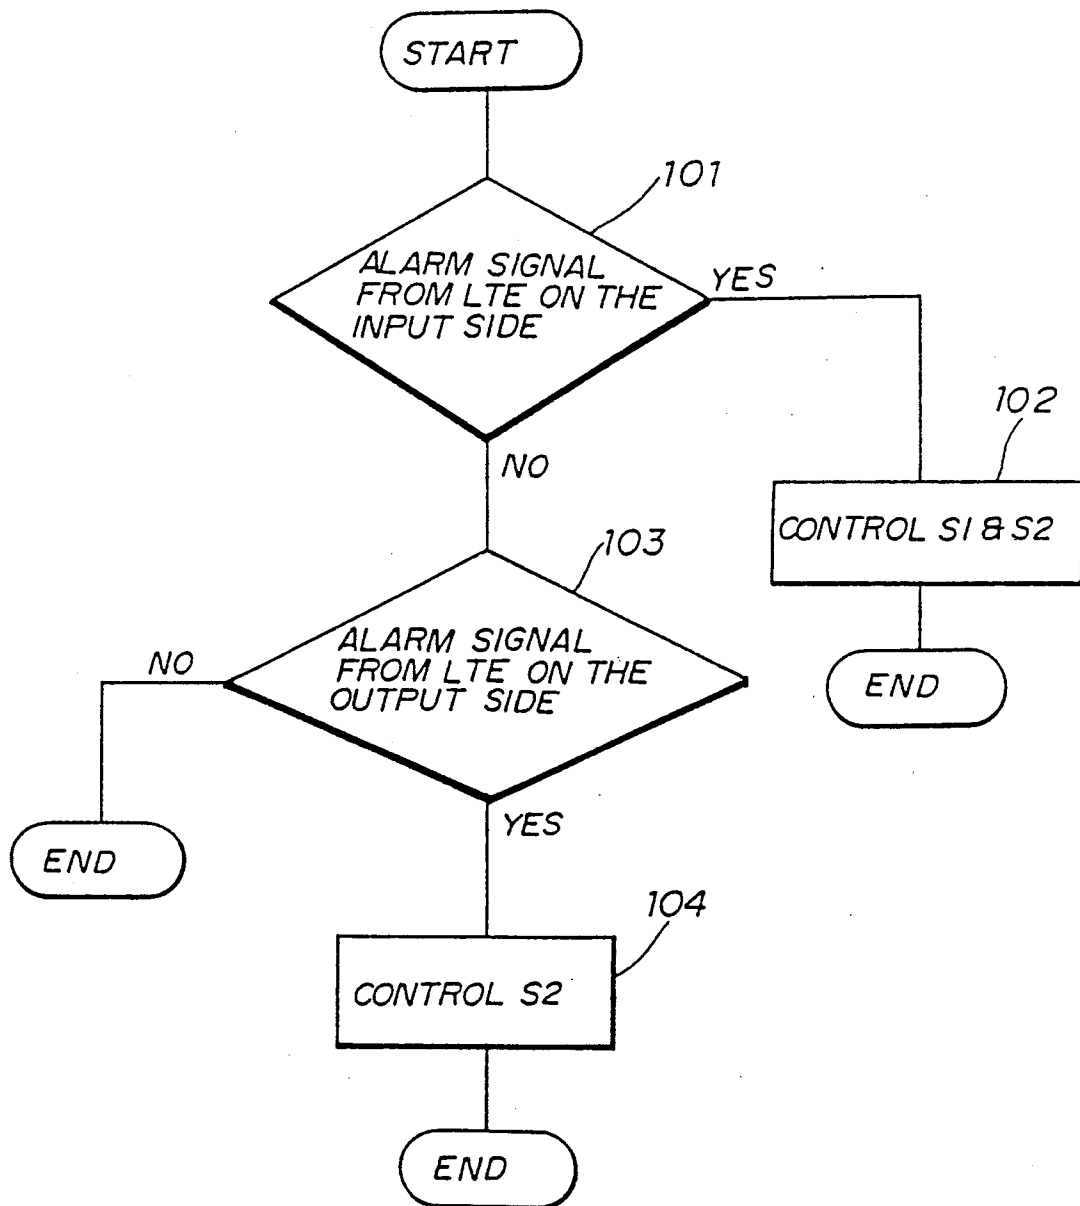 START
101
ALARM SIGNAL
FROM LTE ON THE
INPUT SIDE
YES
NO
102
CONTROL S1 & S2
END
103
ALARM SIGNAL
FROM LTE ON THE
OUTPUT SIDE
NO
END
YES
104
CONTROL S2
END